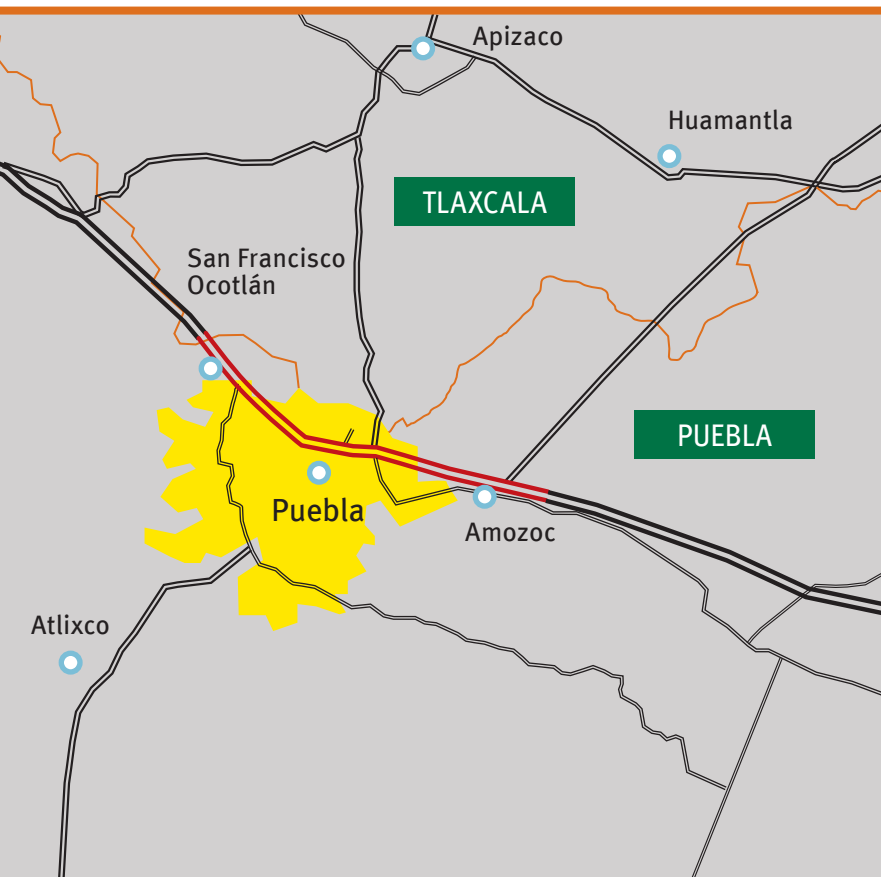 Apizaco
Huamantla
TLAXCALA
San Francisco
Ocotlán
PUEBLA
Puebla
Amozoc
Atlixco